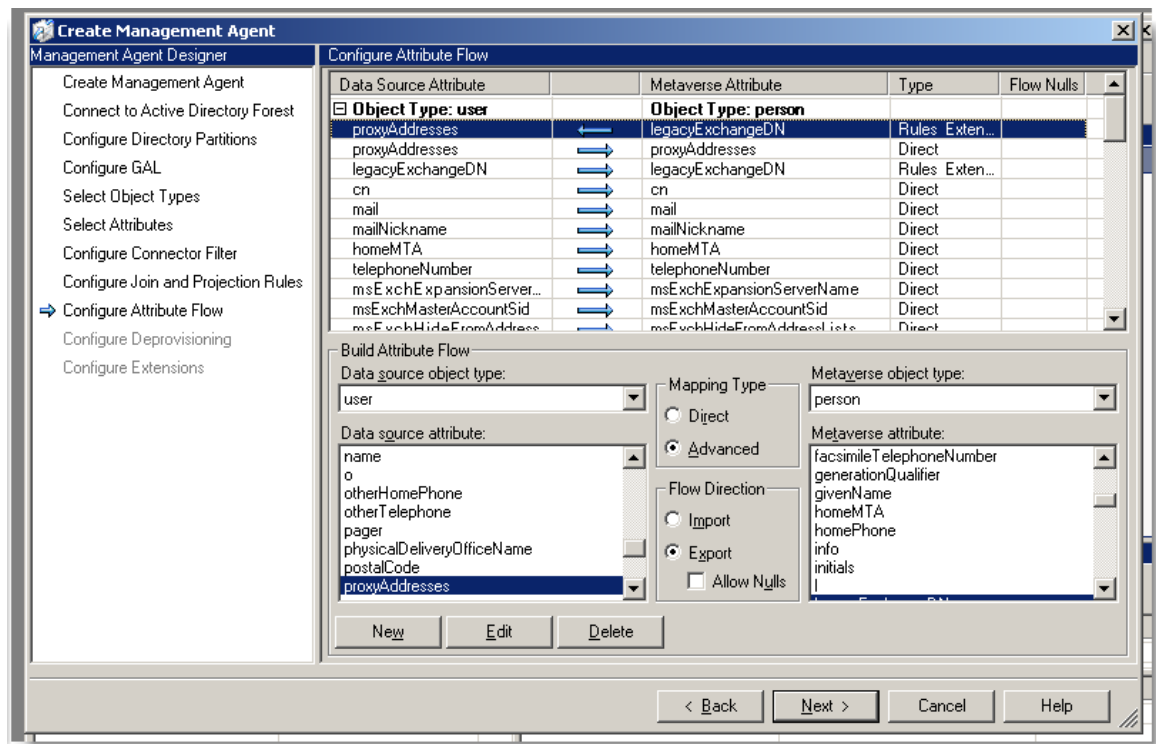 Create Management Agent
Management Agent Designer
Create Management Agent
Connect to Active Directory Forest
Configure Directory Partitions
Configure GAL
Select Object Types
Select Attributes
Configure Connector Filter
Configure Join and Projection Rules
Configure Attribute Flow
Configure Deprovisioning
Configure Extensions
Configure Attribute Flow
Data Source Attribute Metaverse Attribute Type Flow Nulls
Object Type: user Object Type: person
proxyAddresses legacyExchangeDN Rules Exten...
proxyAddresses proxyAddresses Direct
legacyExchangeDN legacyExchangeDN Rules Exten...
cn cn Direct
mail mail Direct
mailNickname mailNickname Direct
homeMTA homeMTA Direct
telephoneNumber telephoneNumber Direct
msExchExpansionServer... msExchExpansionServerName Direct
msExchMasterAccountSid msExchMasterAccountSid Direct
msExchHideFromAddress... msExchHideFromAddressLists Direct
Build Attribute Flow
Data source object type:
user
Data source attribute:
name
o
otherHomePhone
otherTelephone
pager
physicalDeliveryOfficeName
postalCode
proxyAddresses
Mapping Type
Direct
Advanced
Flow Direction
Import
Export
Allow Nulls
Metaverse object type:
person
Metaverse attribute:
facsimileTelephoneNumber
generationQualifier
givenName
homeMTA
homePhone
info
initials
l
New Edit Delete
< Back Next > Cancel Help